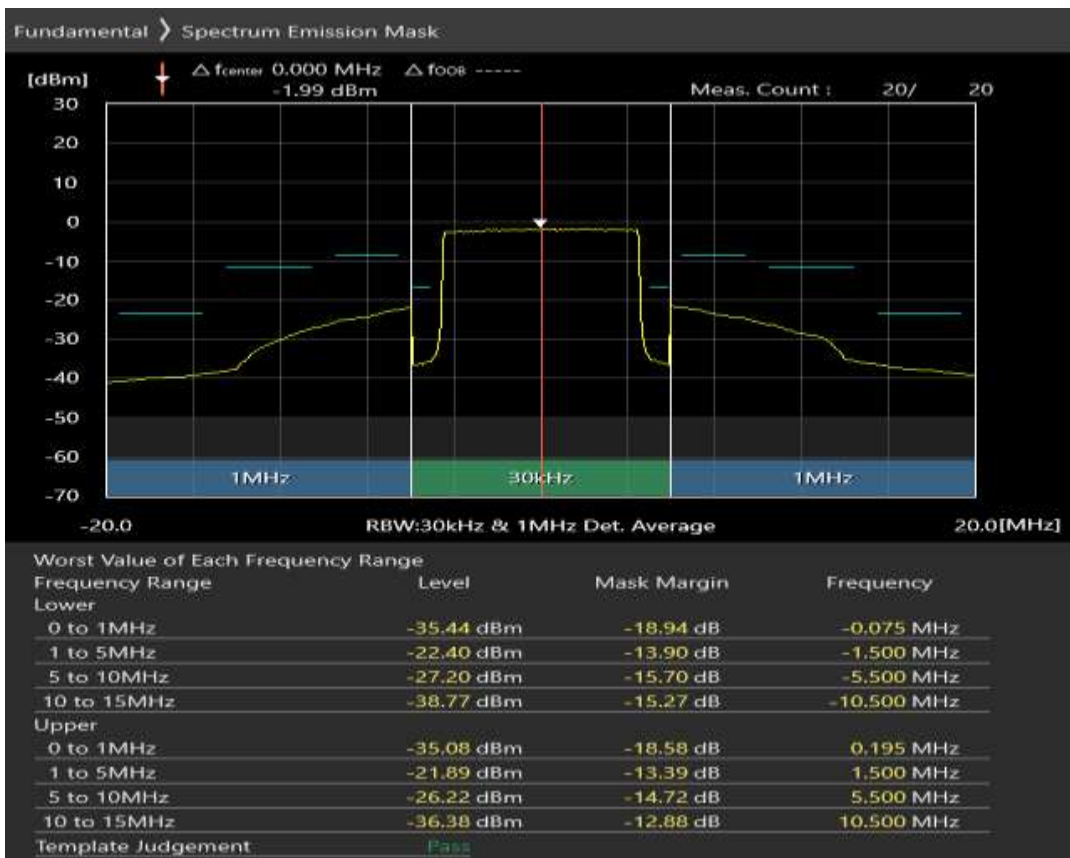 Fundamental ❯ Spectrum Emission Mask
[dBm]
△ fcenter 0.000 MHz △ fOOB -----
-1.99 dBm
Meas. Count : 20/ 20
30
20
10
0
-10
-20
-30
-40
-50
-60
-70
1MHz 30kHz 1MHz
-20.0 RBW:30kHz & 1MHz Det. Average 20.0[MHz]
Worst Value of Each Frequency Range
Frequency Range Level Mask Margin Frequency
Lower
0 to 1MHz -35.44 dBm -18.94 dB -0.075 MHz
1 to 5MHz -22.40 dBm -13.90 dB -1.500 MHz
5 to 10MHz -27.20 dBm -15.70 dB -5.500 MHz
10 to 15MHz -38.77 dBm -15.27 dB -10.500 MHz
Upper
0 to 1MHz -35.08 dBm -18.58 dB 0.195 MHz
1 to 5MHz -21.89 dBm -13.39 dB 1.500 MHz
5 to 10MHz -26.22 dBm -14.72 dB 5.500 MHz
10 to 15MHz -36.38 dBm -12.88 dB 10.500 MHz
Template Judgement Pass